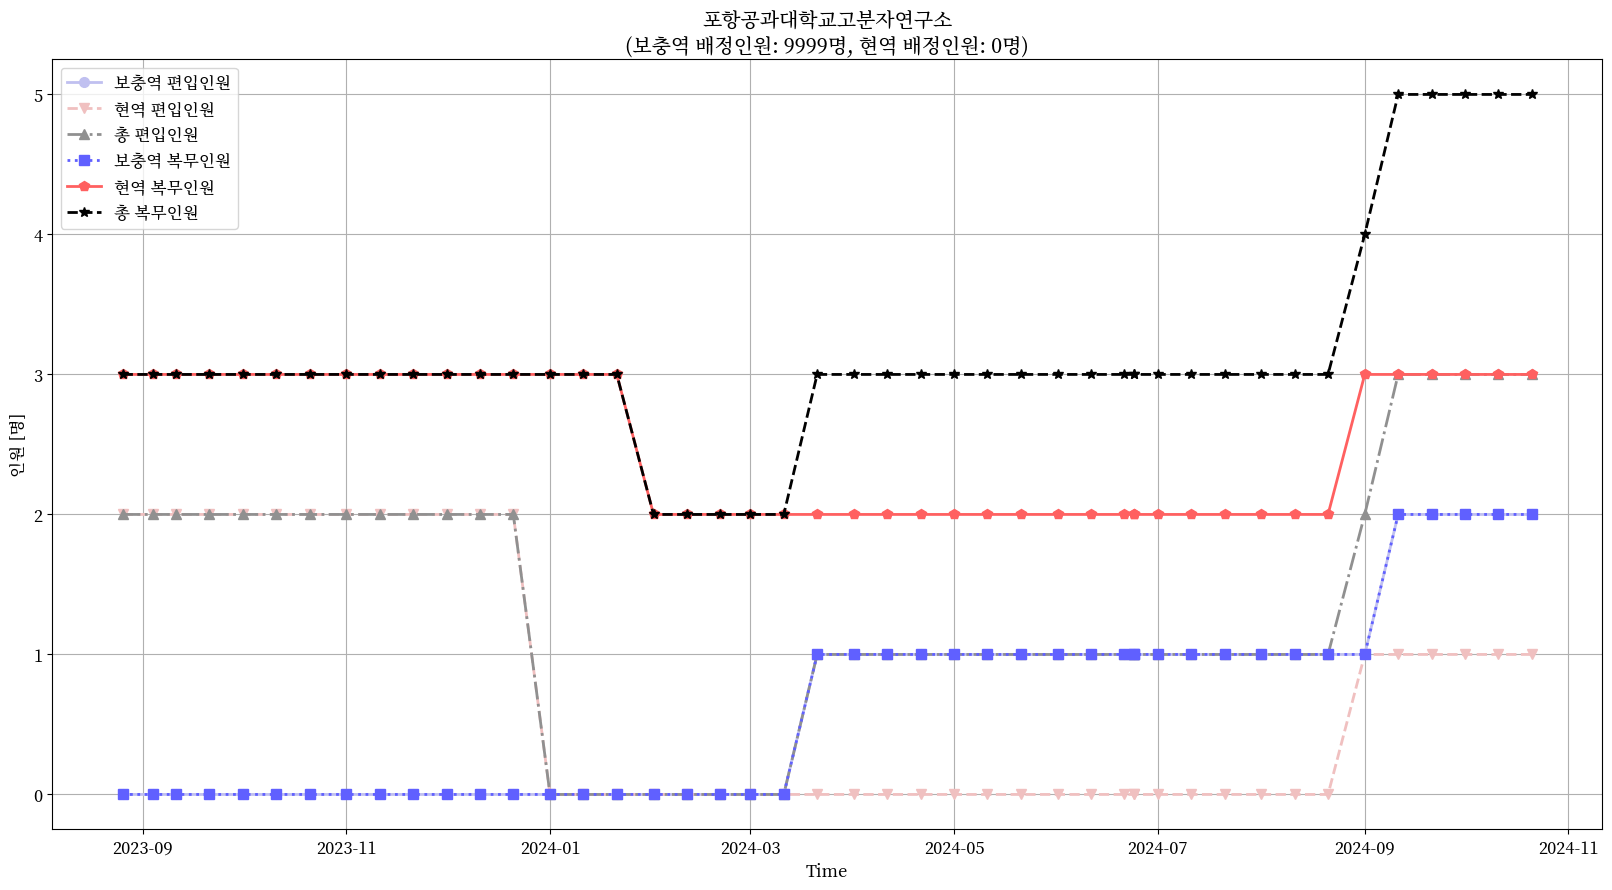 포항공과대학교고분자연구소
(보충역 배정인원: 9999명, 현역 배정인원: 0명)
보충역 편입인원
현역 편입인원
총 편입인원
보충역 복무인원
현역 복무인원
총 복무인원
인원 [명]
5
4
3
2
1
0
2023-09
2023-11
2024-01
2024-03
2024-05
2024-07
2024-09
2024-11
Time